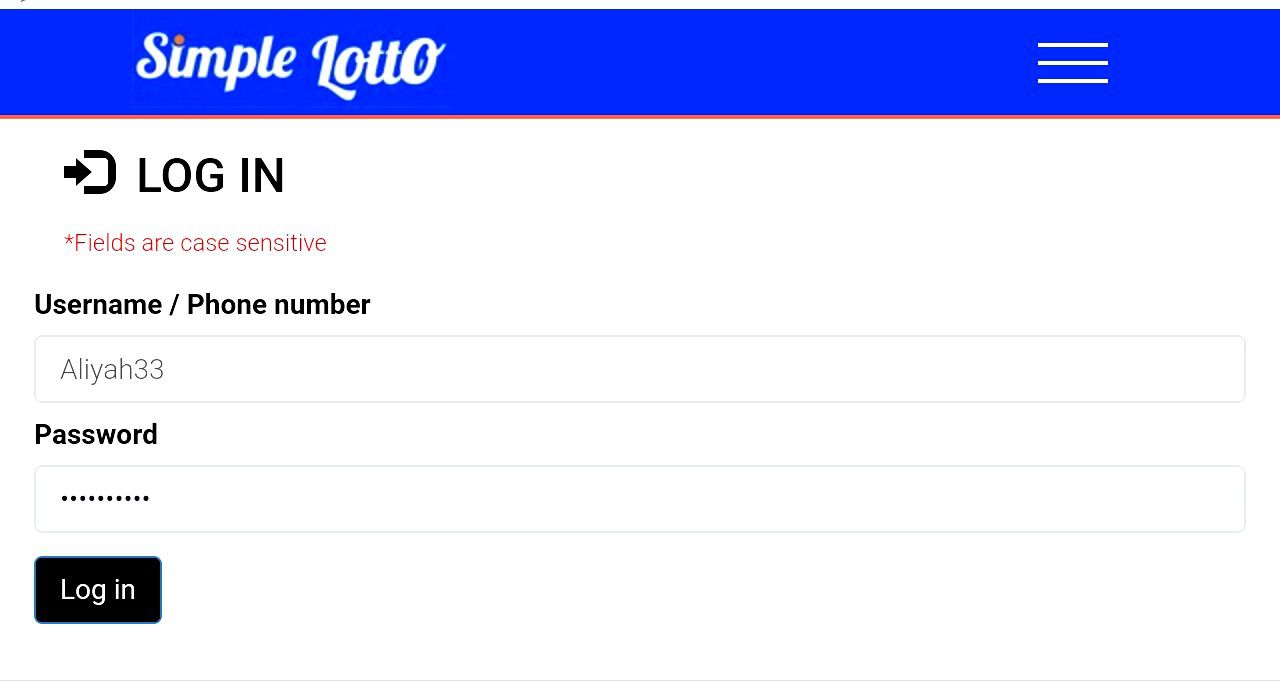 Simple Lotto
LOG IN
*Fields are case sensitive
Username / Phone number
Aliyah33
Password
••••••••••
Log in